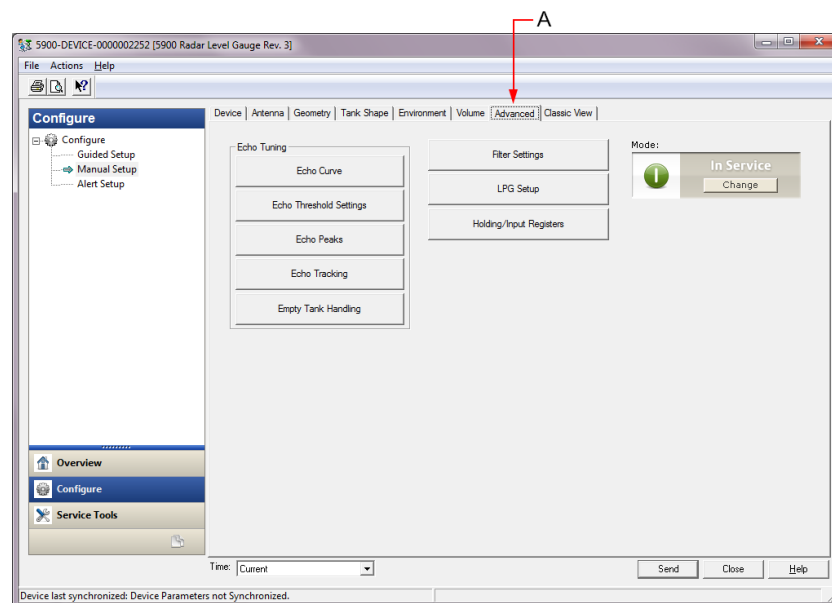 A
5900-DEVICE-0000002252 [5900 Radar Level Gauge Rev. 3]
File Actions Help
Configure
Configure
Guided Setup
Manual Setup
Alert Setup
Overview
Configure
Service Tools
Device Antenna Geometry Tank Shape Environment Volume Advanced Classic View
Echo Tuning
Echo Curve
Echo Threshold Settings
Echo Peaks
Echo Tracking
Empty Tank Handling
Filter Settings
LPG Setup
Holding/Input Registers
Mode:
In Service
Change
Time: Current
Send Close Help
Device last synchronized: Device Parameters not Synchronized.